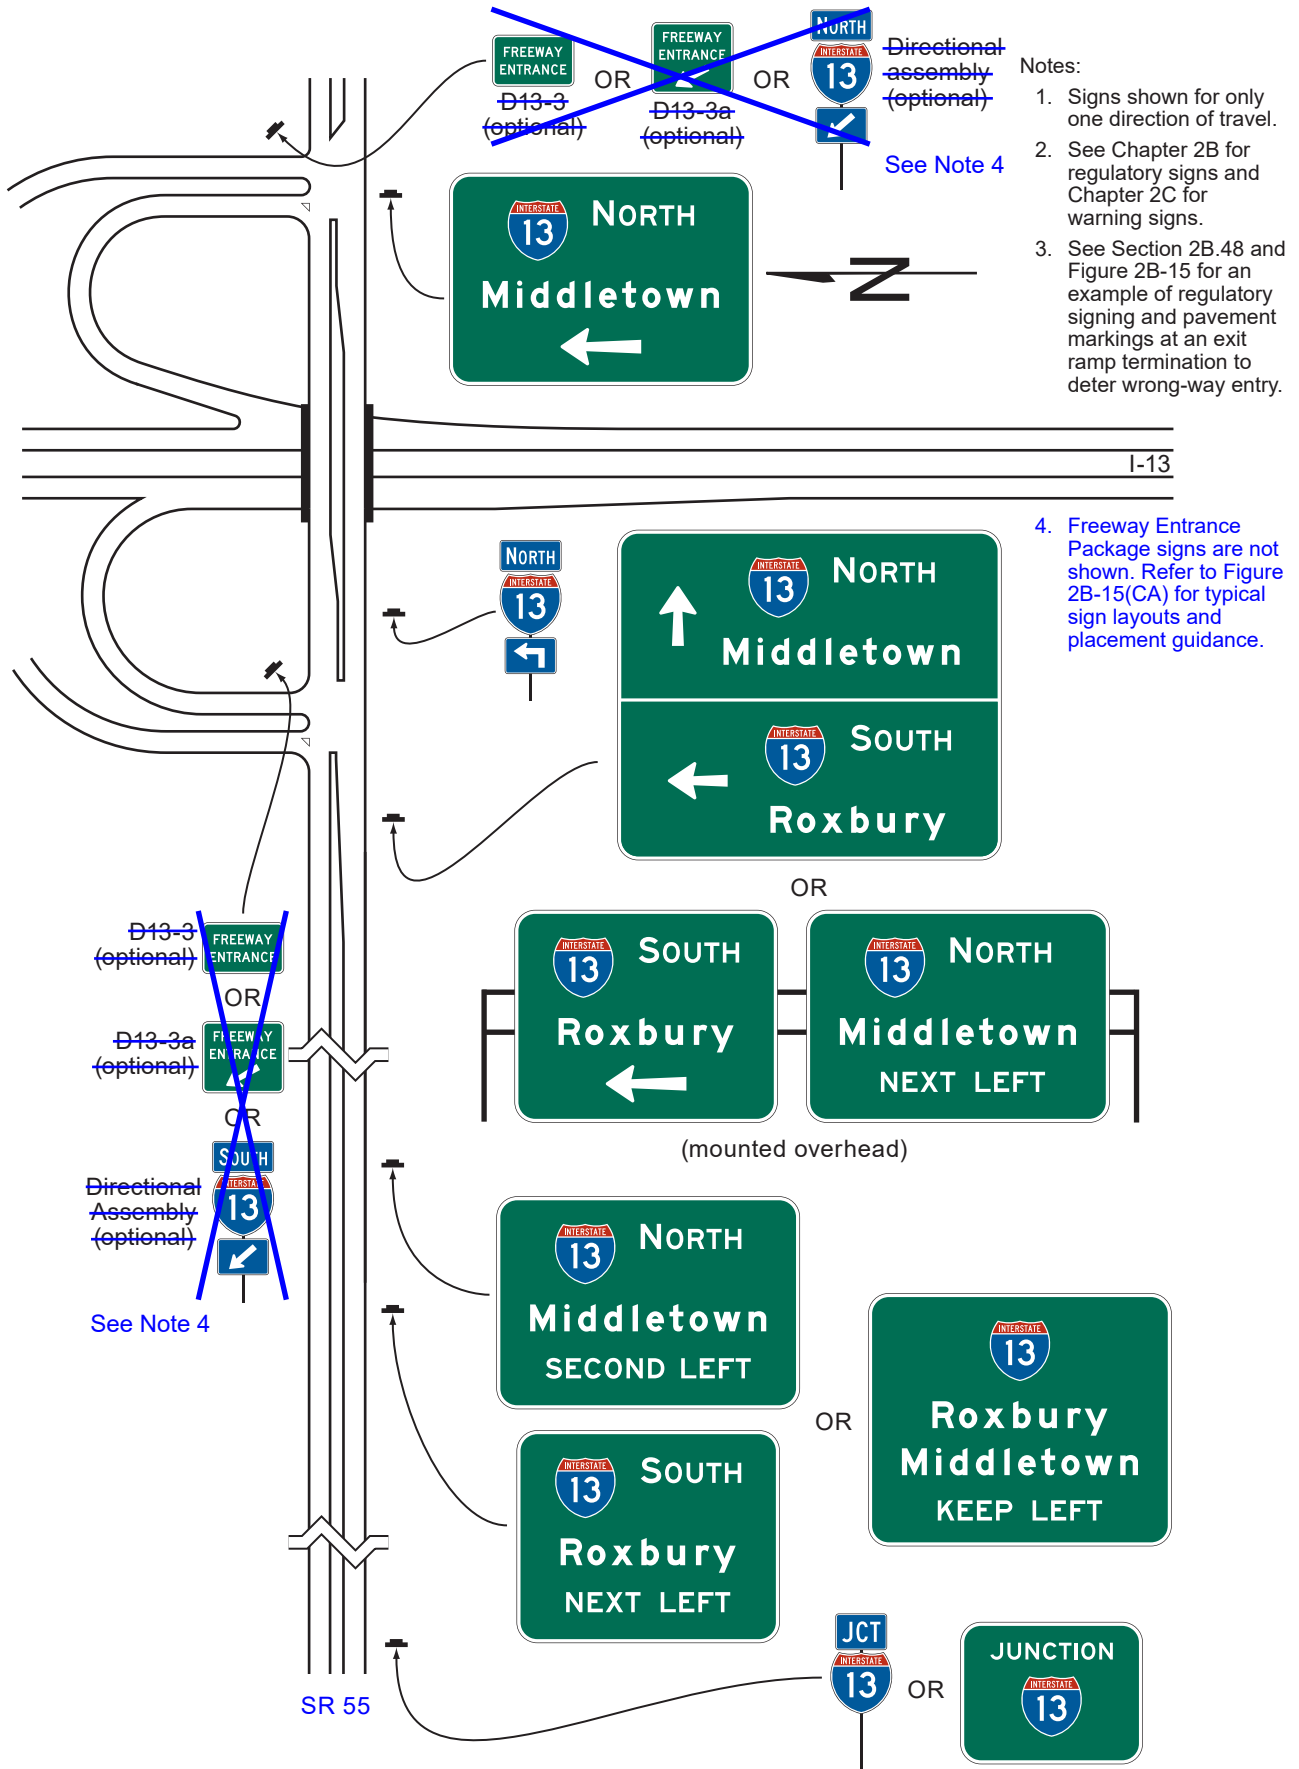 FREEWAY
ENTRANCE
D13-3
(optional)
OR
FREEWAY
ENTRANCE
D13-3a
(optional)
OR
NORTH
INTERSTATE
13
Directional
assembly
(optional)
See Note 4
Notes:
1. Signs shown for only
one direction of travel.
2. See Chapter 2B for
regulatory signs and
Chapter 2C for
warning signs.
3. See Section 2B.48 and
Figure 2B-15 for an
example of regulatory
signing and pavement
markings at an exit
ramp termination to
deter wrong-way entry.
INTERSTATE
13
NORTH
Middletown
N
I-13
4. Freeway Entrance
Package signs are not
shown. Refer to Figure
2B-15(CA) for typical
sign layouts and
placement guidance.
NORTH
INTERSTATE
13
INTERSTATE
13
NORTH
Middletown
INTERSTATE
13
SOUTH
Roxbury
OR
INTERSTATE
13
SOUTH
Roxbury
INTERSTATE
13
NORTH
Middletown
NEXT LEFT
(mounted overhead)
D13-3
(optional)
FREEWAY
ENTRANCE
OR
D13-3a
(optional)
FREEWAY
ENTRANCE
OR
SOUTH
INTERSTATE
13
Directional
Assembly
(optional)
See Note 4
INTERSTATE
13
NORTH
Middletown
SECOND LEFT
INTERSTATE
13
SOUTH
Roxbury
NEXT LEFT
OR
INTERSTATE
13
Roxbury
Middletown
KEEP LEFT
JCT
INTERSTATE
13
OR
JUNCTION
INTERSTATE
13
SR 55